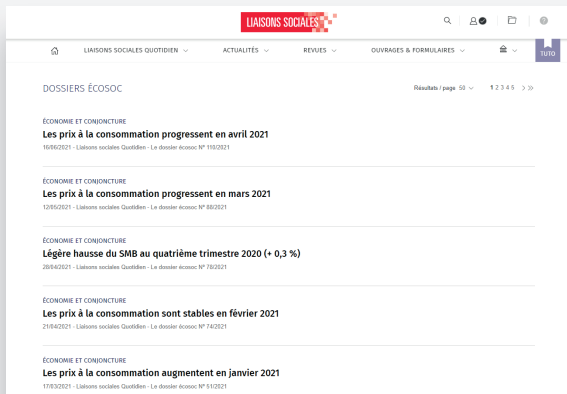 LIAISONS SOCIALES
LIAISONS SOCIALES QUOTIDIEN
ACTUALITÉS
REVUES
OUVRAGES & FORMULAIRES
TUTO
DOSSIERS ÉCOSOC
Résultats / page 50
1 2 3 4 5
ÉCONOMIE ET CONJONCTURE
Les prix à la consommation progressent en avril 2021
16/06/2021 - Liaisons sociales Quotidien - Le dossier écosoc N° 110/2021
ÉCONOMIE ET CONJONCTURE
Les prix à la consommation progressent en mars 2021
12/05/2021 - Liaisons sociales Quotidien - Le dossier écosoc N° 88/2021
ÉCONOMIE ET CONJONCTURE
Légère hausse du SMB au quatrième trimestre 2020 (+ 0,3 %)
28/04/2021 - Liaisons sociales Quotidien - Le dossier écosoc N° 78/2021
ÉCONOMIE ET CONJONCTURE
Les prix à la consommation sont stables en février 2021
21/04/2021 - Liaisons sociales Quotidien - Le dossier écosoc N° 74/2021
ÉCONOMIE ET CONJONCTURE
Les prix à la consommation augmentent en janvier 2021
17/03/2021 - Liaisons sociales Quotidien - Le dossier écosoc N° 51/2021